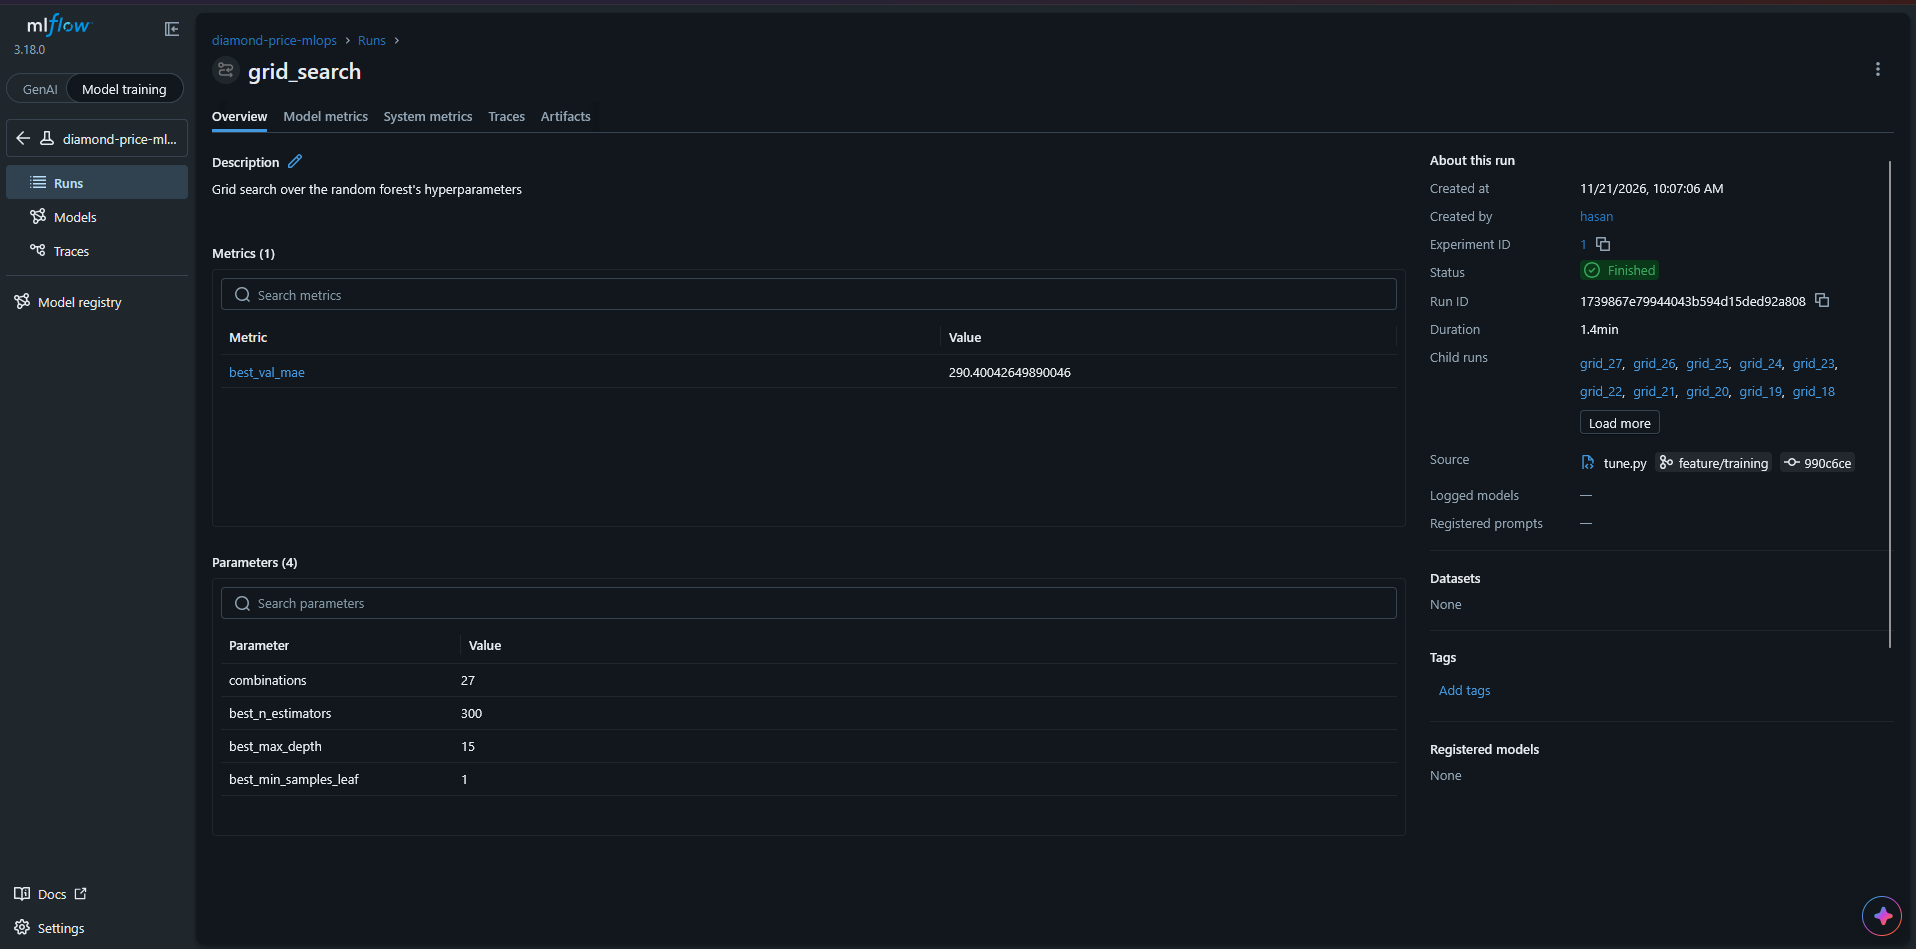 mlflow
3.18.0
GenAI
Model training
diamond-price-ml...
Runs
Models
Traces
Model registry
Docs
Settings
diamond-price-mlops › Runs ›
grid_search
Overview
Model metrics
System metrics
Traces
Artifacts
Description
Grid search over the random forest's hyperparameters
Metrics (1)
Search metrics
Metric Value
best_val_mae 290.40042649890046
Parameters (4)
Search parameters
Parameter Value
combinations 27
best_n_estimators 300
best_max_depth 15
best_min_samples_leaf 1
About this run
Created at 11/21/2026, 10:07:06 AM
Created by hasan
Experiment ID 1
Status Finished
Run ID 1739867e79944043b594d15ded92a808
Duration 1.4min
Child runs grid_27, grid_26, grid_25, grid_24, grid_23,
grid_22, grid_21, grid_20, grid_19, grid_18
Load more
Source tune.py feature/training 990c6ce
Logged models —
Registered prompts —
Datasets
None
Tags
Add tags
Registered models
None